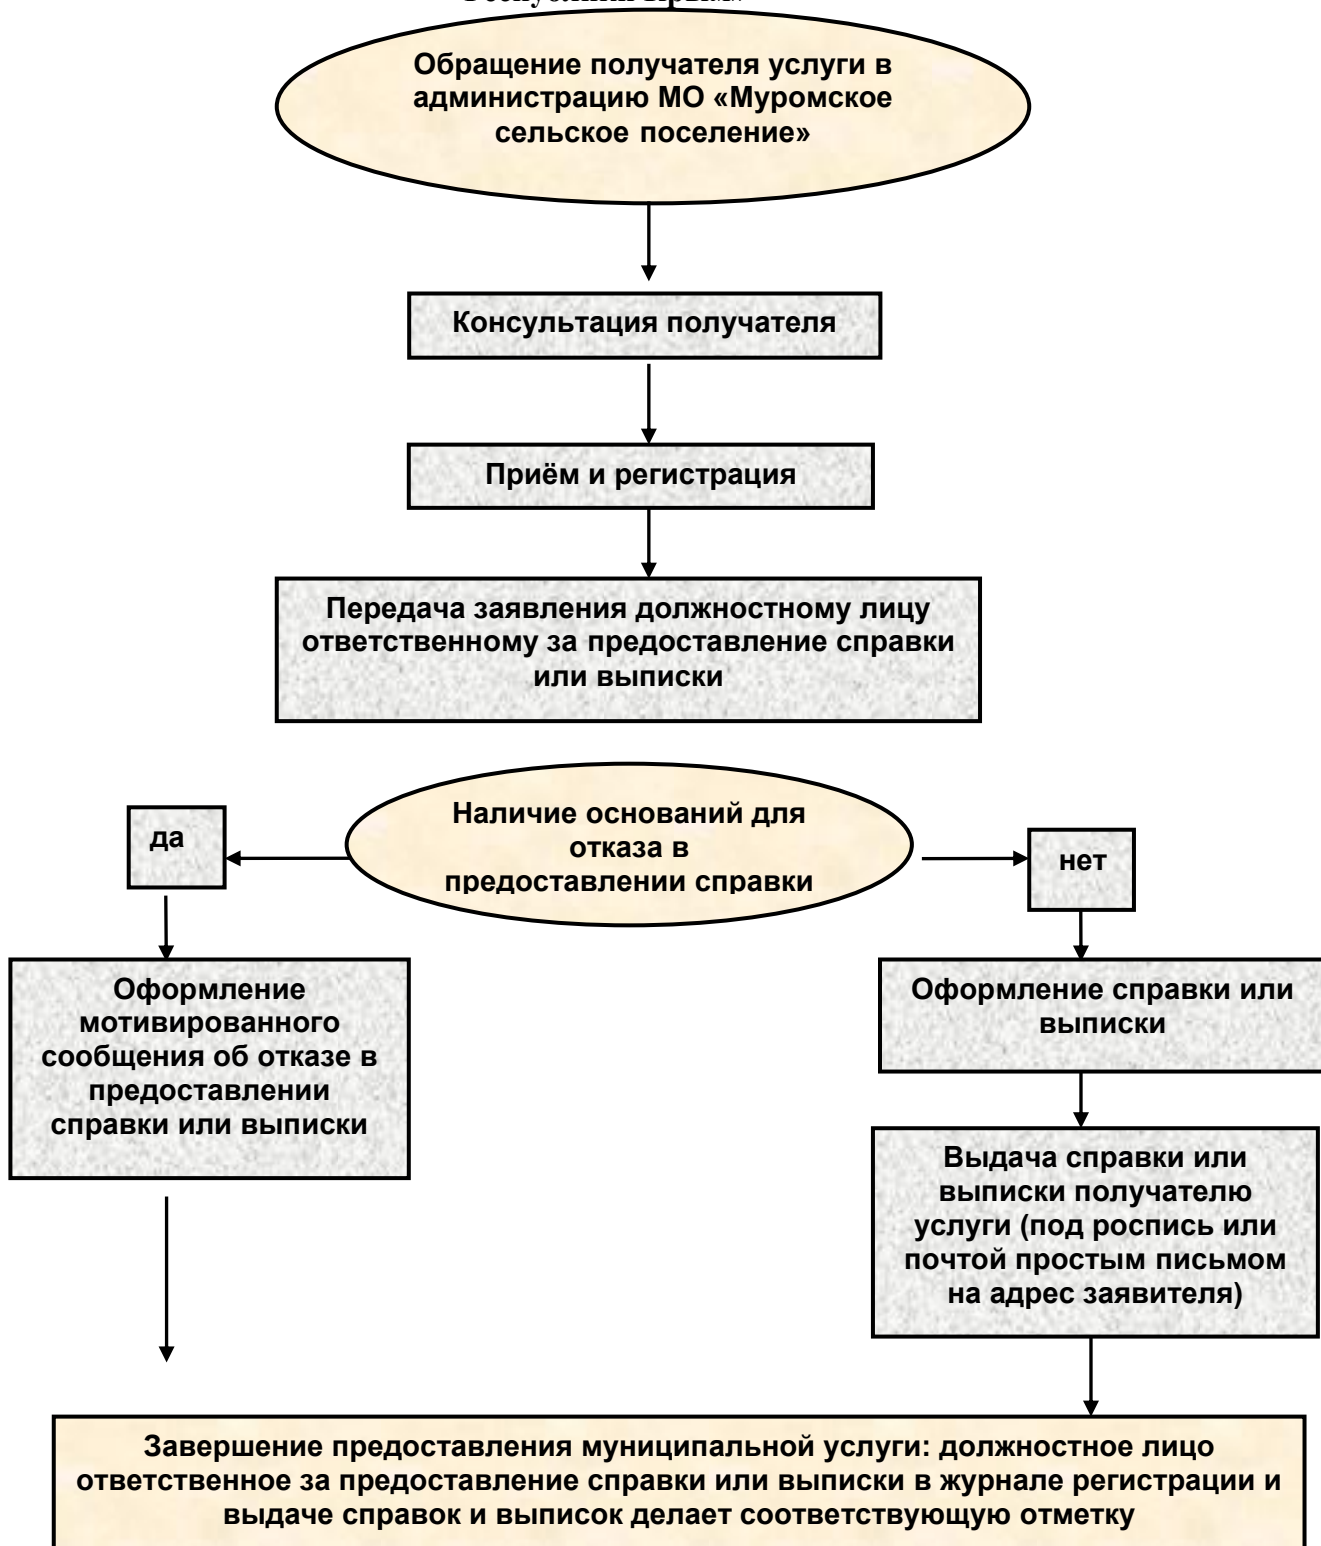 Республики Крым»
Обращение получателя услуги в
администрацию МО «Муромское
сельское поселение»
Консультация получателя
Приём и регистрация
Передача заявления должностному лицу
ответственному за предоставление справки
или выписки
Наличие оснований для
отказа в
предоставлении справки
да
нет
Оформление
мотивированного
сообщения об отказе в
предоставлении
справки или выписки
Оформление справки или
выписки
Выдача справки или
выписки получателю
услуги (под роспись или
почтой простым письмом
на адрес заявителя)
Завершение предоставления муниципальной услуги: должностное лицо
ответственное за предоставление справки или выписки в журнале регистрации и
выдаче справок и выписок делает соответствующую отметку